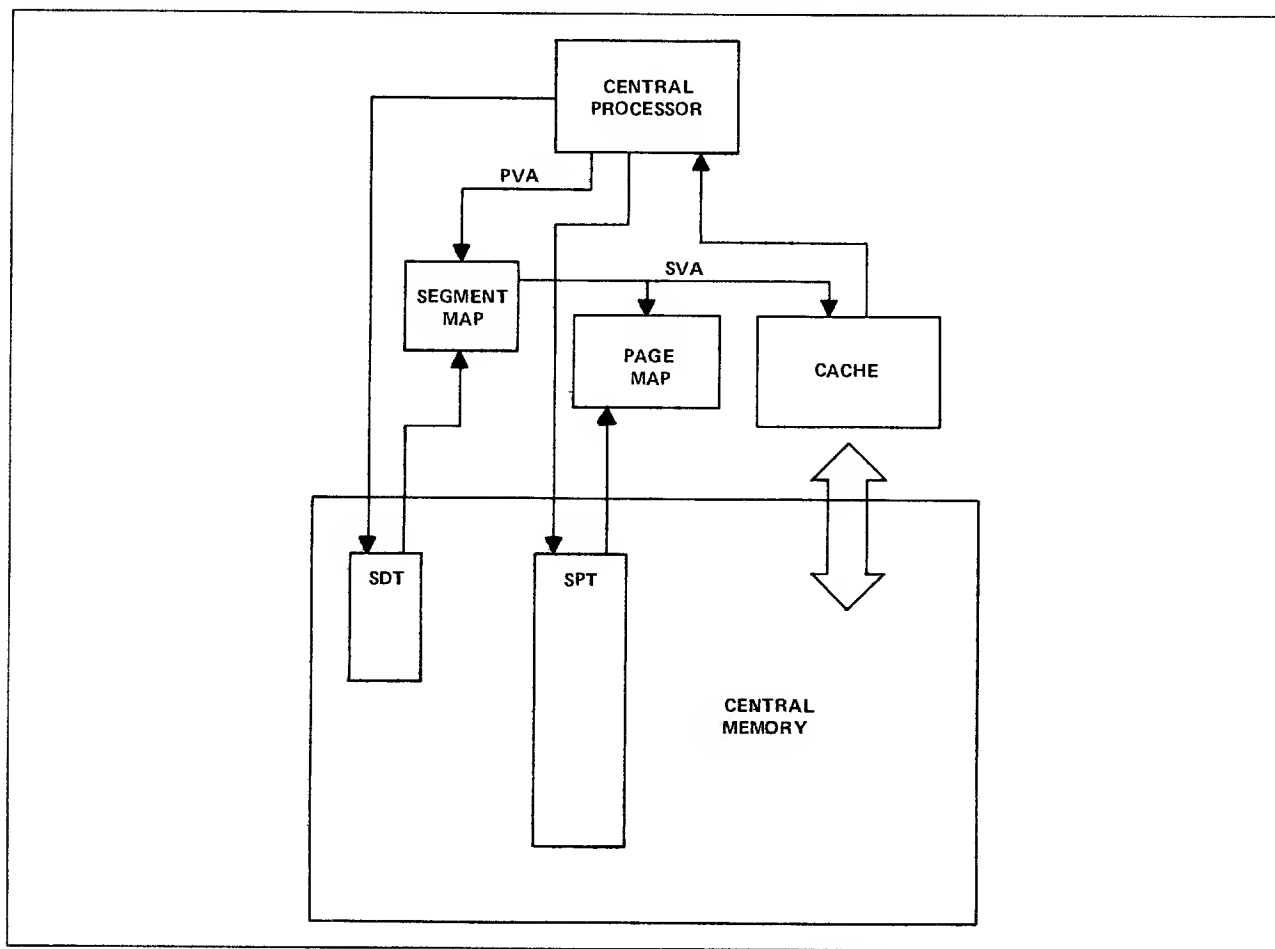 CENTRAL
PROCESSOR
PVA
SVA
SEGMENT
MAP
PAGE
MAP
CACHE
SDT
SPT
CENTRAL
MEMORY